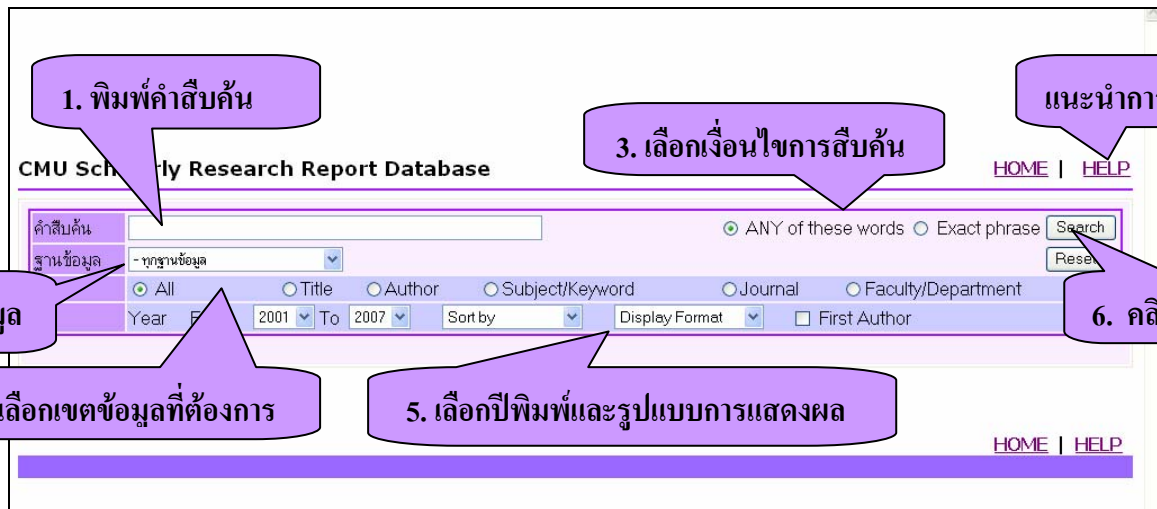 1. พิมพ์คำสืบค้น
แนะนำการ
3. เลือกเงื่อนไขการสืบค้น
CMU Sch rly Research Report Database
HOME | HELP
คำสืบค้น
ANY of these words Exact phrase Search
ฐานข้อมูล
- ทุกฐานข้อมูล
Reset
All Title Author Subject/Keyword Journal Faculty/Department
Year 2001 To 2007 Sort by Display Format First Author
6. คลิ
เลือกเขตข้อมูลที่ต้องการ
5. เลือกปีพิมพ์และรูปแบบการแสดงผล
HOME | HELP